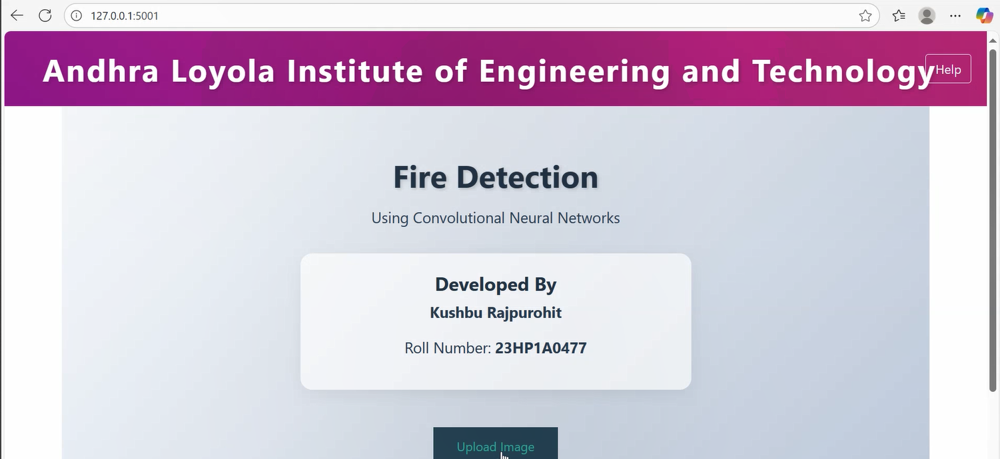 127.0.0.1:5001
Andhra Loyola Institute of Engineering and Technology
Help
Fire Detection
Using Convolutional Neural Networks
Developed By
Kushbu Rajpurohit
Roll Number: 23HP1A0477
Upload Image